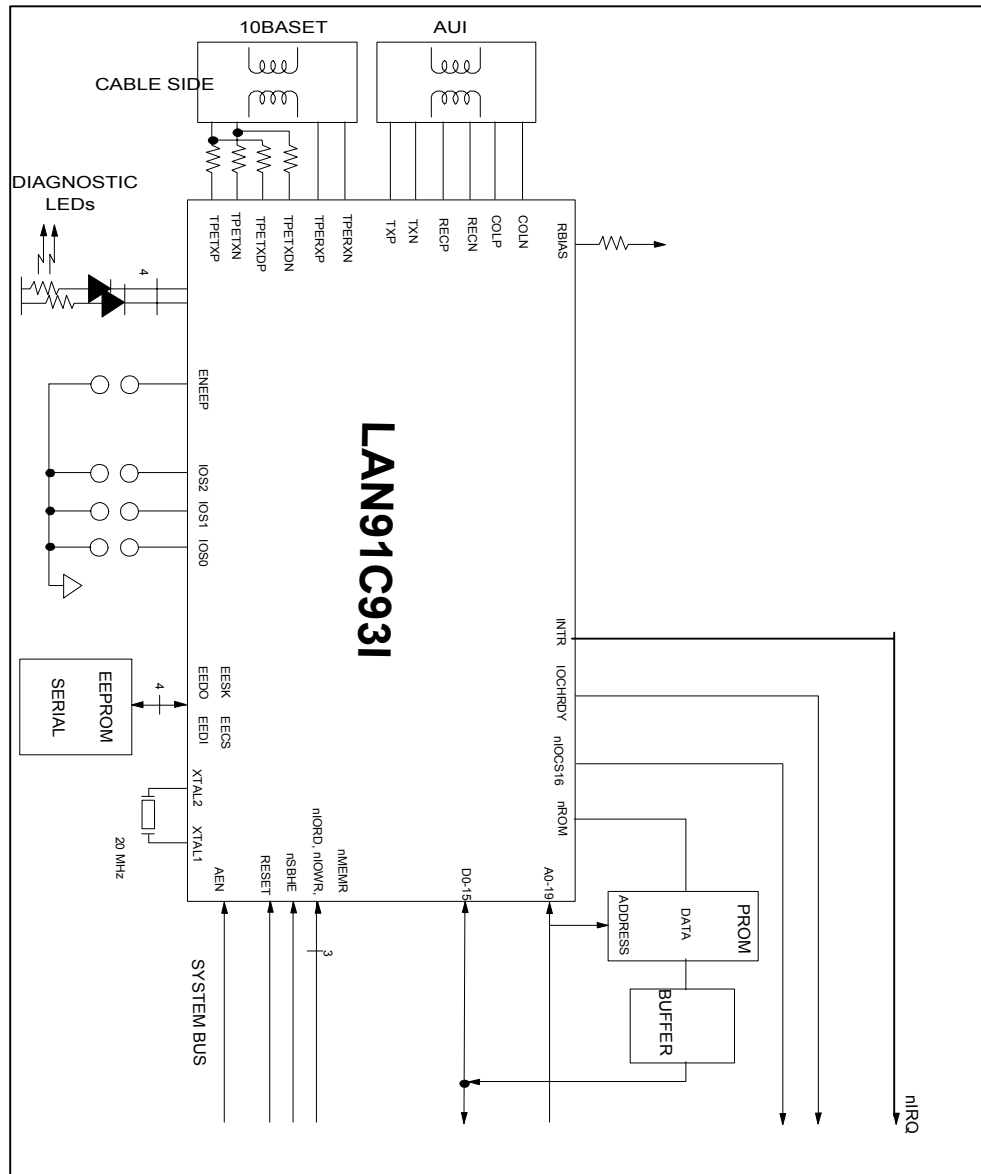 10BASET
AUI
CABLE SIDE
DIAGNOSTIC
LEDs
4
TPETXP
TPETXN
TPETXDP
TPETXDN
TPERXP
TPERXN
TXP
TXN
RECP
RECN
COLP
COLN
RBIAS
ENEEP
IOS2
IOS1
IOS0
LAN91C93I
INTR
IOCHRDY
nIOCS16
nROM
SERIAL
EEPROM
4
EEDO
EESK
EEDI
EECS
XTAL2
XTAL1
20 MHz
AEN
RESET
nSBHE
nIORD, nIOWR,
nMEMR
D0-15
A0-19
PROM
DATA
ADDRESS
BUFFER
3
SYSTEM BUS
nIRQ